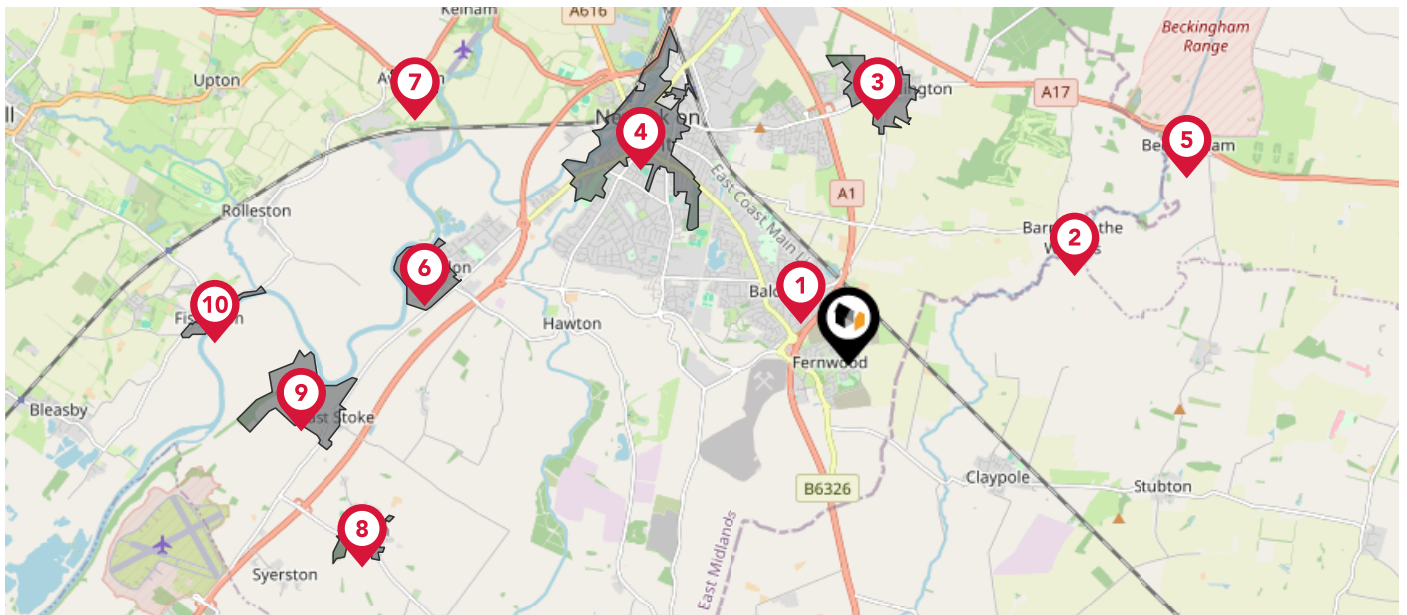 Kelham
A616
Beckingham
Range
Upton
7
3
A17
4
5
A1
Rolleston
East Coast Main
2
6
1
10
Hawton
Fernwood
9
Bleasby
B6326
Claypole
Stubton
8
Syerston
East Midlands